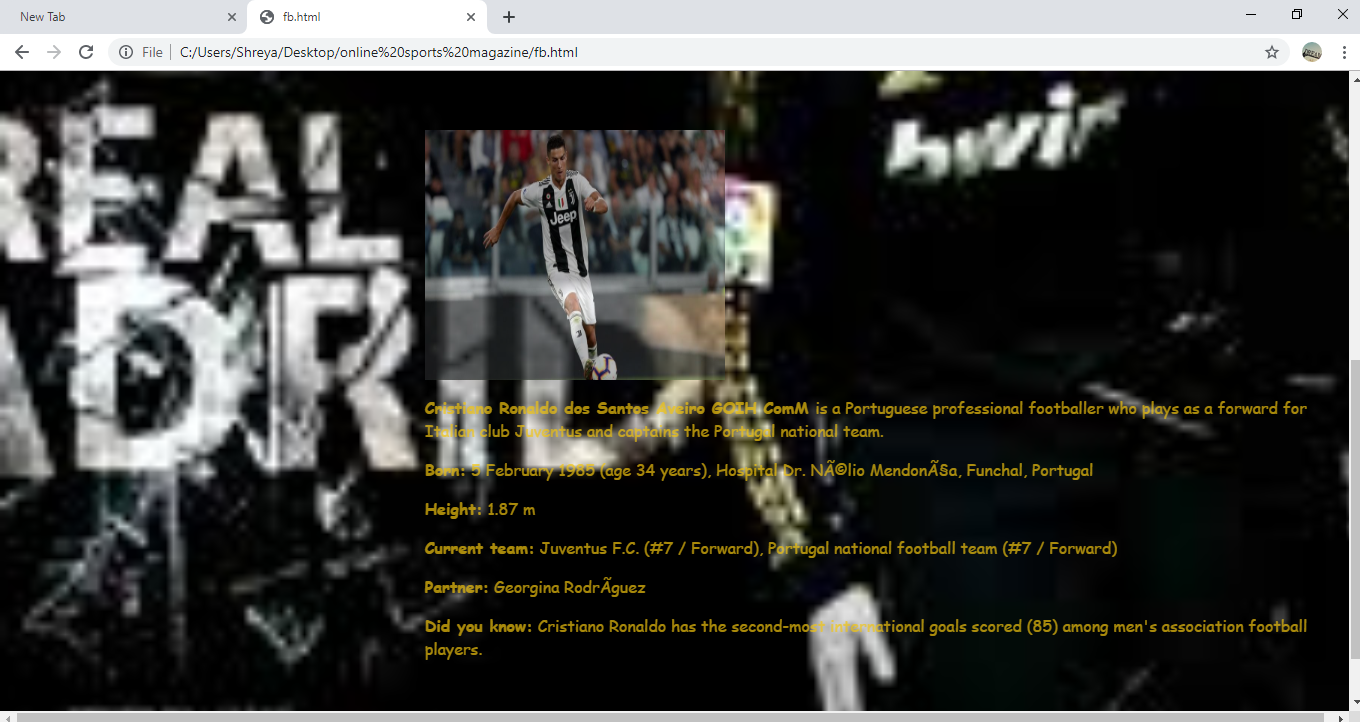 New Tab
fb.html
File
C:/Users/Shreya/Desktop/online%20sports%20magazine/fb.html
REAL
bwin
ADR
Jeep
Cristiano Ronaldo dos Santos Aveiro GOIH ComM is a Portuguese professional footballer who plays as a forward for
Italian club Juventus and captains the Portugal national team.
Born: 5 February 1985 (age 34 years), Hospital Dr. NÃ©lio MendonÃ§a, Funchal, Portugal
Height: 1.87 m
Current team: Juventus F.C. (#7 / Forward), Portugal national football team (#7 / Forward)
Partner: Georgina RodrÃguez
Did you know: Cristiano Ronaldo has the second-most international goals scored (85) among men's association football
players.